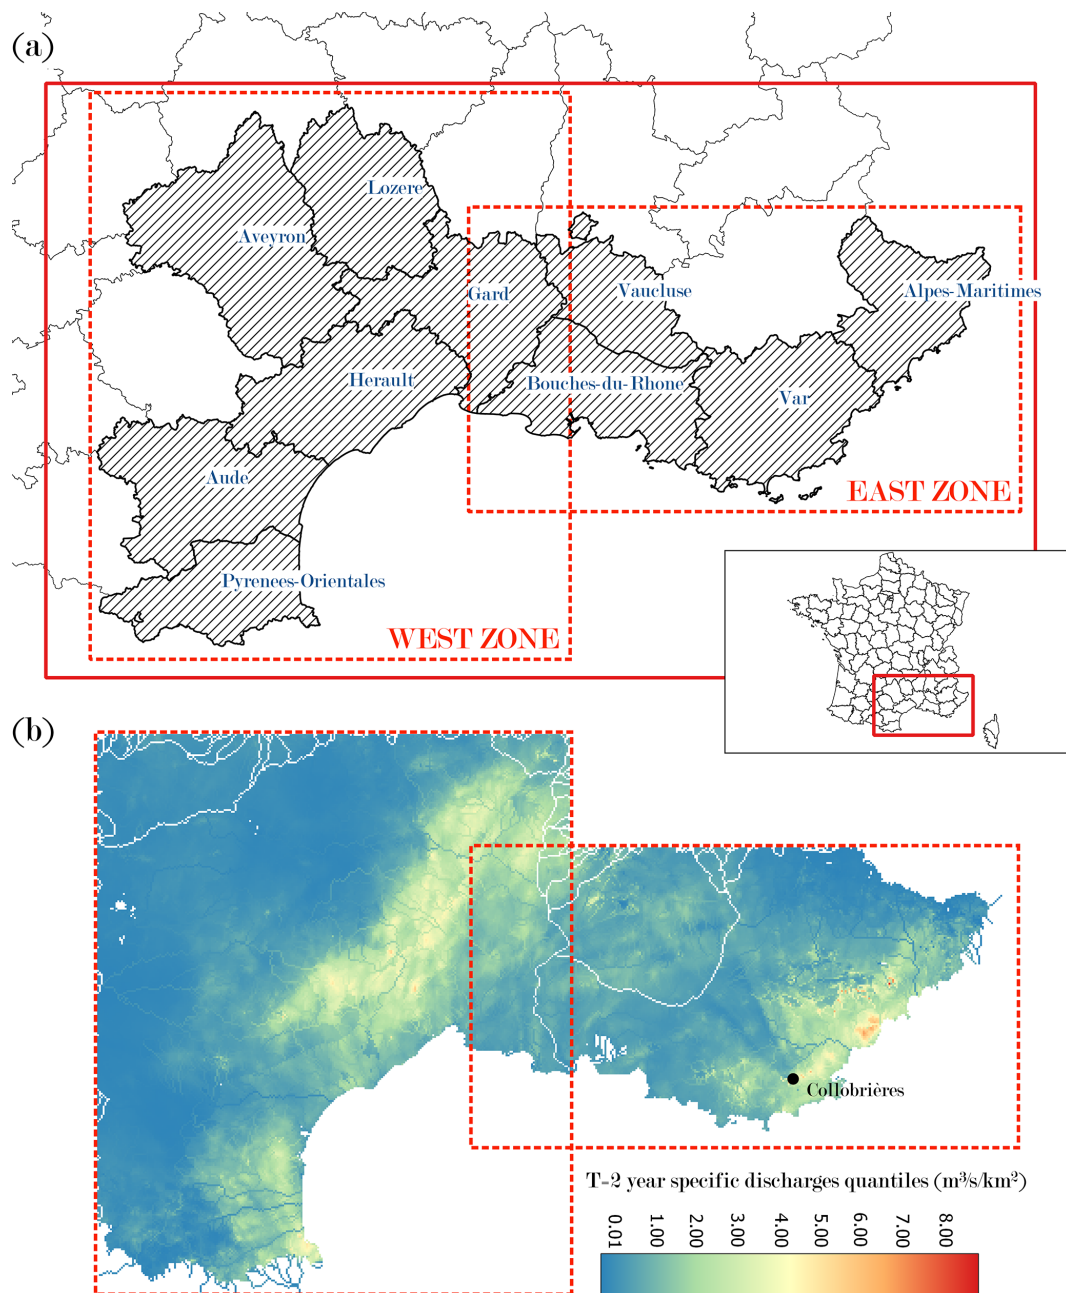 (a)
Lozere
Aveyron
Gard
Vaucluse
Alpes-Maritimes
Herault
Bouches-du-Rhone
Var
Aude
EAST ZONE
Pyrenees-Orientales
WEST ZONE
(b)
Collobrières
T-2 year specific discharges quantiles (m³/s/km²)
0.01 1.00 2.00 3.00 4.00 5.00 6.00 7.00 8.00